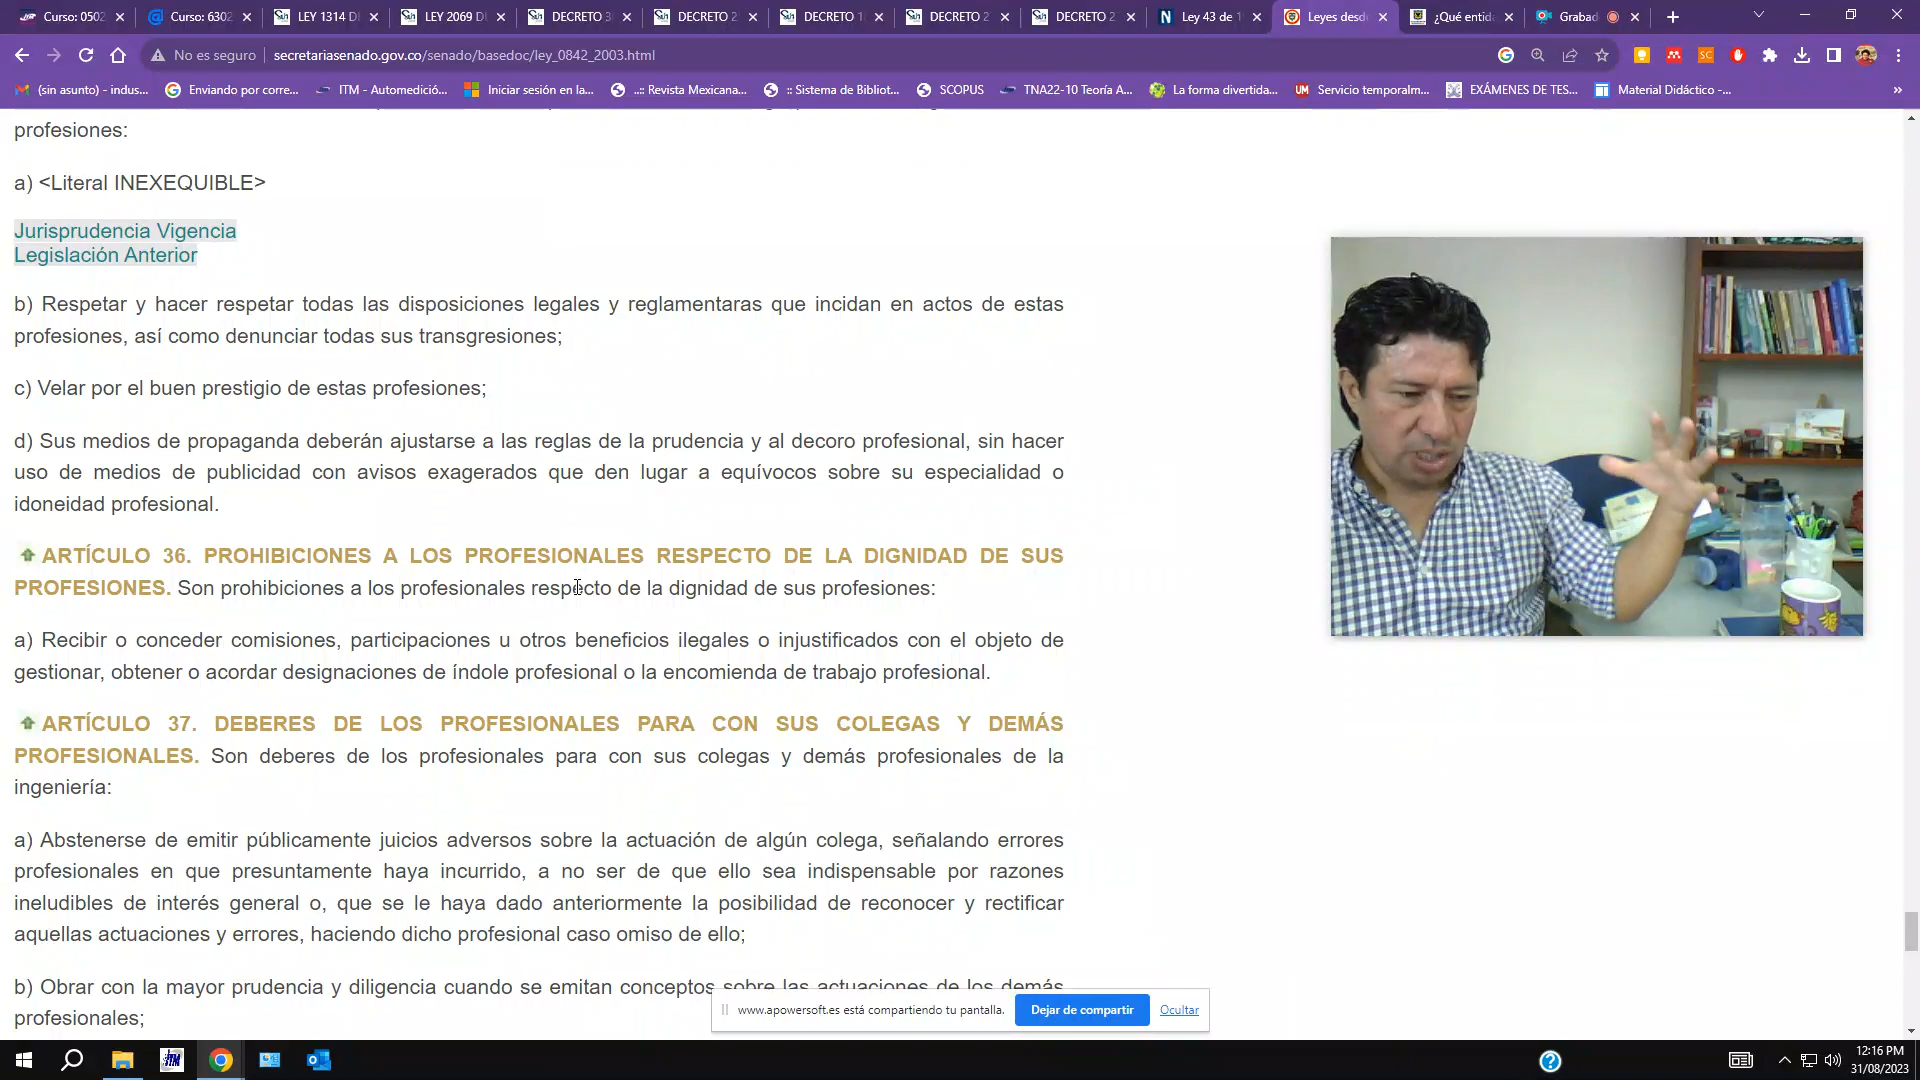 Curso: 0502
Curso: 6302
LEY 1314 D
LEY 2069 D
DECRETO 3
DECRETO 2
DECRETO 1
DECRETO 2
DECRETO 2
Ley 43 de 1
Leyes desd
¿Qué entida
Grabad
No es seguro
secretariasenado.gov.co/senado/basedoc/ley_0842_2003.html
(sin asunto) - indus...
Enviando por corre...
ITM - Automedició...
Iniciar sesión en la...
..:: Revista Mexicana...
:: Sistema de Bibliot...
SCOPUS
TNA22-10 Teoría A...
La forma divertida...
UM
Servicio temporalm...
EXÁMENES DE TES...
Material Didáctico -...
profesiones:
a) <Literal INEXEQUIBLE>
Jurisprudencia Vigencia
Legislación Anterior
b) Respetar y hacer respetar todas las disposiciones legales y reglamentaras que incidan en actos de estas
profesiones, así como denunciar todas sus transgresiones;
c) Velar por el buen prestigio de estas profesiones;
d) Sus medios de propaganda deberán ajustarse a las reglas de la prudencia y al decoro profesional, sin hacer
uso de medios de publicidad con avisos exagerados que den lugar a equívocos sobre su especialidad o
idoneidad profesional.
ARTÍCULO 36. PROHIBICIONES A LOS PROFESIONALES RESPECTO DE LA DIGNIDAD DE SUS
PROFESIONES. Son prohibiciones a los profesionales respecto de la dignidad de sus profesiones:
a) Recibir o conceder comisiones, participaciones u otros beneficios ilegales o injustificados con el objeto de
gestionar, obtener o acordar designaciones de índole profesional o la encomienda de trabajo profesional.
ARTÍCULO 37. DEBERES DE LOS PROFESIONALES PARA CON SUS COLEGAS Y DEMÁS
PROFESIONALES. Son deberes de los profesionales para con sus colegas y demás profesionales de la
ingeniería:
a) Abstenerse de emitir públicamente juicios adversos sobre la actuación de algún colega, señalando errores
profesionales en que presuntamente haya incurrido, a no ser de que ello sea indispensable por razones
ineludibles de interés general o, que se le haya dado anteriormente la posibilidad de reconocer y rectificar
aquellas actuaciones y errores, haciendo dicho profesional caso omiso de ello;
b) Obrar con la mayor prudencia y diligencia cuando se emitan conceptos sobre las actuaciones de los demás
profesionales;
www.apowersoft.es está compartiendo tu pantalla.
Dejar de compartir
Ocultar
12:16 PM
31/08/2023